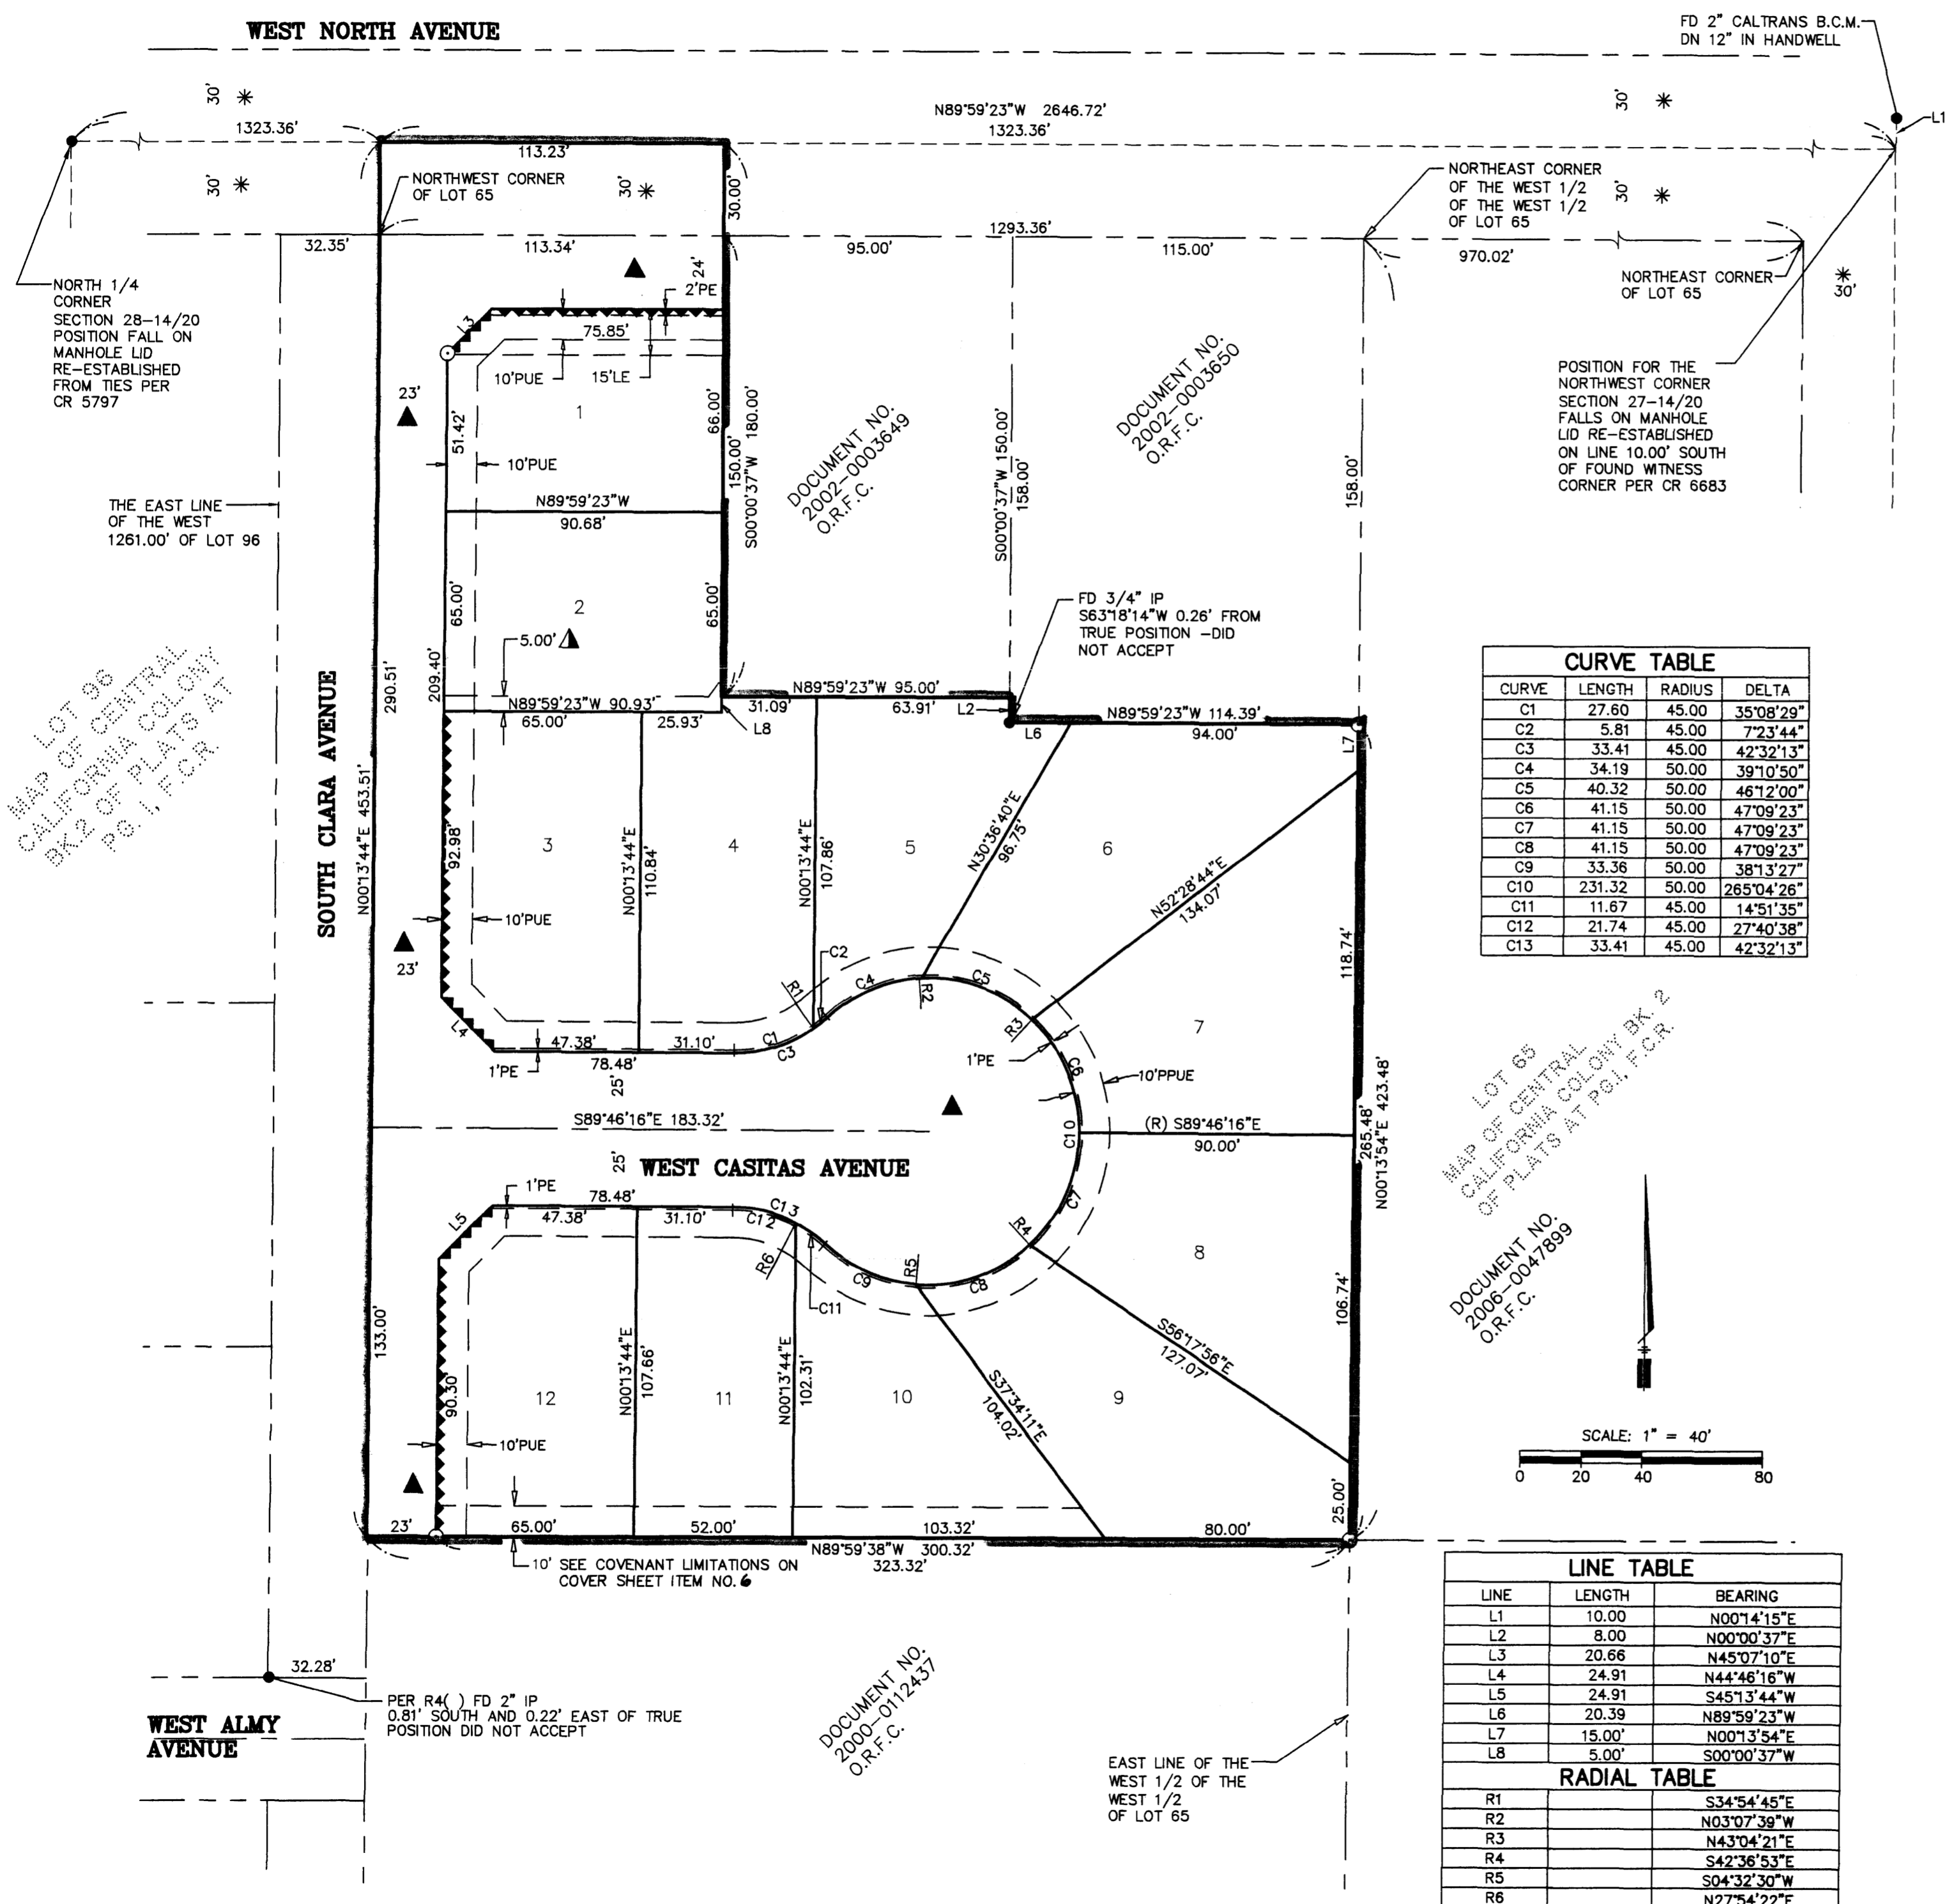 WEST NORTH AVENUE
FD 2" CALTRANS B.C.M.
DN 12" IN HANDWELL
30'
30'
N89°59'23"W 2646.72'
1323.36'
1323.36'
L1
113.23'
NORTHWEST CORNER
OF LOT 65
30'
30'
30'
30.00'
NORTHEAST CORNER
OF THE WEST 1/2
OF THE WEST 1/2
OF LOT 65
30'
32.35'
113.34'
95.00'
1293.36'
115.00'
970.02'
NORTH 1/4
CORNER
SECTION 28-14/20
POSITION FALL ON
MANHOLE LID
RE-ESTABLISHED
FROM TIES PER
CR 5797
24'
2'PE
NORTHEAST CORNER
OF LOT 65
L3
75.85'
10'PUE
15'LE
POSITION FOR THE
NORTHWEST CORNER
SECTION 27-14/20
FALLS ON MANHOLE
LID RE-ESTABLISHED
ON LINE 10.00' SOUTH
OF FOUND WITNESS
CORNER PER CR 6683
23'
1
51.42'
66.00'
150.00'
S00°00'37"W 180.00'
DOCUMENT NO.
2002-0003649
O.R.F.C.
DOCUMENT NO.
2002-0003650
O.R.F.C.
S00°00'37"W 150.00'
158.00'
158.00'
10'PUE
THE EAST LINE
OF THE WEST
1261.00' OF LOT 96
N89°59'23"W
90.68'
65.00'
2
65.00'
5.00'
FD 3/4" IP
S63°18'14"W 0.26' FROM
TRUE POSITION -DID
NOT ACCEPT
LOT 96
MAP OF CENTRAL
CALIFORNIA COLONY
BK.2 OF PLATS AT
PG. 1, F.C.R.
SOUTH CLARA AVENUE
290.51'
209.40'
N00°13'44"E 453.51'
N89°59'23"W 90.93'
65.00'
25.93'
L8
N89°59'23"W 95.00'
31.09'
63.91'
L2
L6
N89°59'23"W 114.39'
94.00'
L7
CURVE TABLE
CURVE LENGTH RADIUS DELTA
C1 27.60 45.00 35°08'29"
C2 5.81 45.00 7°23'44"
C3 33.41 45.00 42°32'13"
C4 34.19 50.00 39°10'50"
C5 40.32 50.00 46°12'00"
C6 41.15 50.00 47°09'23"
C7 41.15 50.00 47°09'23"
C8 41.15 50.00 47°09'23"
C9 33.36 50.00 38°13'27"
C10 231.32 50.00 265°04'26"
C11 11.67 45.00 14°51'35"
C12 21.74 45.00 27°40'38"
C13 33.41 45.00 42°32'13"
92.98'
3
N00°13'44"E
110.84'
4
N00°13'44"E
107.86'
5
N30°36'40"E
96.75'
6
N52°28'44"E
134.07'
10'PUE
23'
118.74'
C2
R1
C4
R2
C5
R3
7
L4
47.38'
31.10'
78.48'
C1
C3
1'PE
1'PE
C6
10'PPUE
25'
S89°46'16"E 183.32'
C10
(R) S89°46'16"E
90.00'
265.48'
N00°13'54"E 423.48'
LOT 65
MAP OF CENTRAL
CALIFORNIA COLONY BK. 2
OF PLATS AT PG1, F.C.R.
25'
WEST CASITAS AVENUE
1'PE
78.48'
47.38'
31.10'
C13
C12
L5
R6
C11
C9
R5
C8
R4
C7
8
DOCUMENT NO.
2006-0047899
O.R.F.C.
106.74'
133.00'
90.30'
12
N00°13'44"E
107.66'
11
N00°13'44"E
102.31'
10
S37°34'11"E
104.02'
9
S56°17'56"E
127.07'
10'PUE
SCALE: 1" = 40'
0 20 40 80
25.00'
23'
65.00'
52.00'
103.32'
80.00'
N89°59'38"W 300.32'
323.32'
10' SEE COVENANT LIMITATIONS ON
COVER SHEET ITEM NO. 6
LINE TABLE
LINE LENGTH BEARING
L1 10.00 N00°14'15"E
L2 8.00 N00°00'37"E
L3 20.66 N45°07'10"E
L4 24.91 N44°46'16"W
L5 24.91 S45°13'44"W
L6 20.39 N89°59'23"W
L7 15.00' N00°13'54"E
L8 5.00' S00°00'37"W
RADIAL TABLE
R1 S34°54'45"E
R2 N03°07'39"W
R3 N43°04'21"E
R4 S42°36'53"E
R5 S04°32'30"W
R6 N27°54'22"E
32.28'
PER R4( ) FD 2" IP
0.81' SOUTH AND 0.22' EAST OF TRUE
POSITION DID NOT ACCEPT
WEST ALMY
AVENUE
DOCUMENT NO.
2000-0112437
O.R.F.C.
EAST LINE OF THE
WEST 1/2 OF THE
WEST 1/2
OF LOT 65